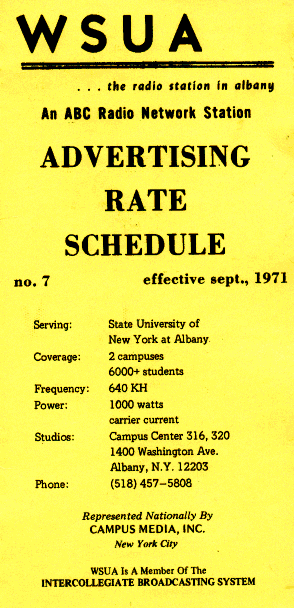 WSUA
. . . the radio station in albany
An ABC Radio Network Station
ADVERTISING
RATE
SCHEDULE
no. 7 effective sept., 1971
Serving: State University of
New York at Albany
Coverage: 2 campuses
6000+ students
Frequency: 640 KH
Power: 1000 watts
carrier current
Studios: Campus Center 316, 320
1400 Washington Ave.
Albany, N.Y. 12203
Phone: (518) 457-5808
Represented Nationally By
CAMPUS MEDIA, INC.
New York City
WSUA Is A Member Of The
INTERCOLLEGIATE BROADCASTING SYSTEM